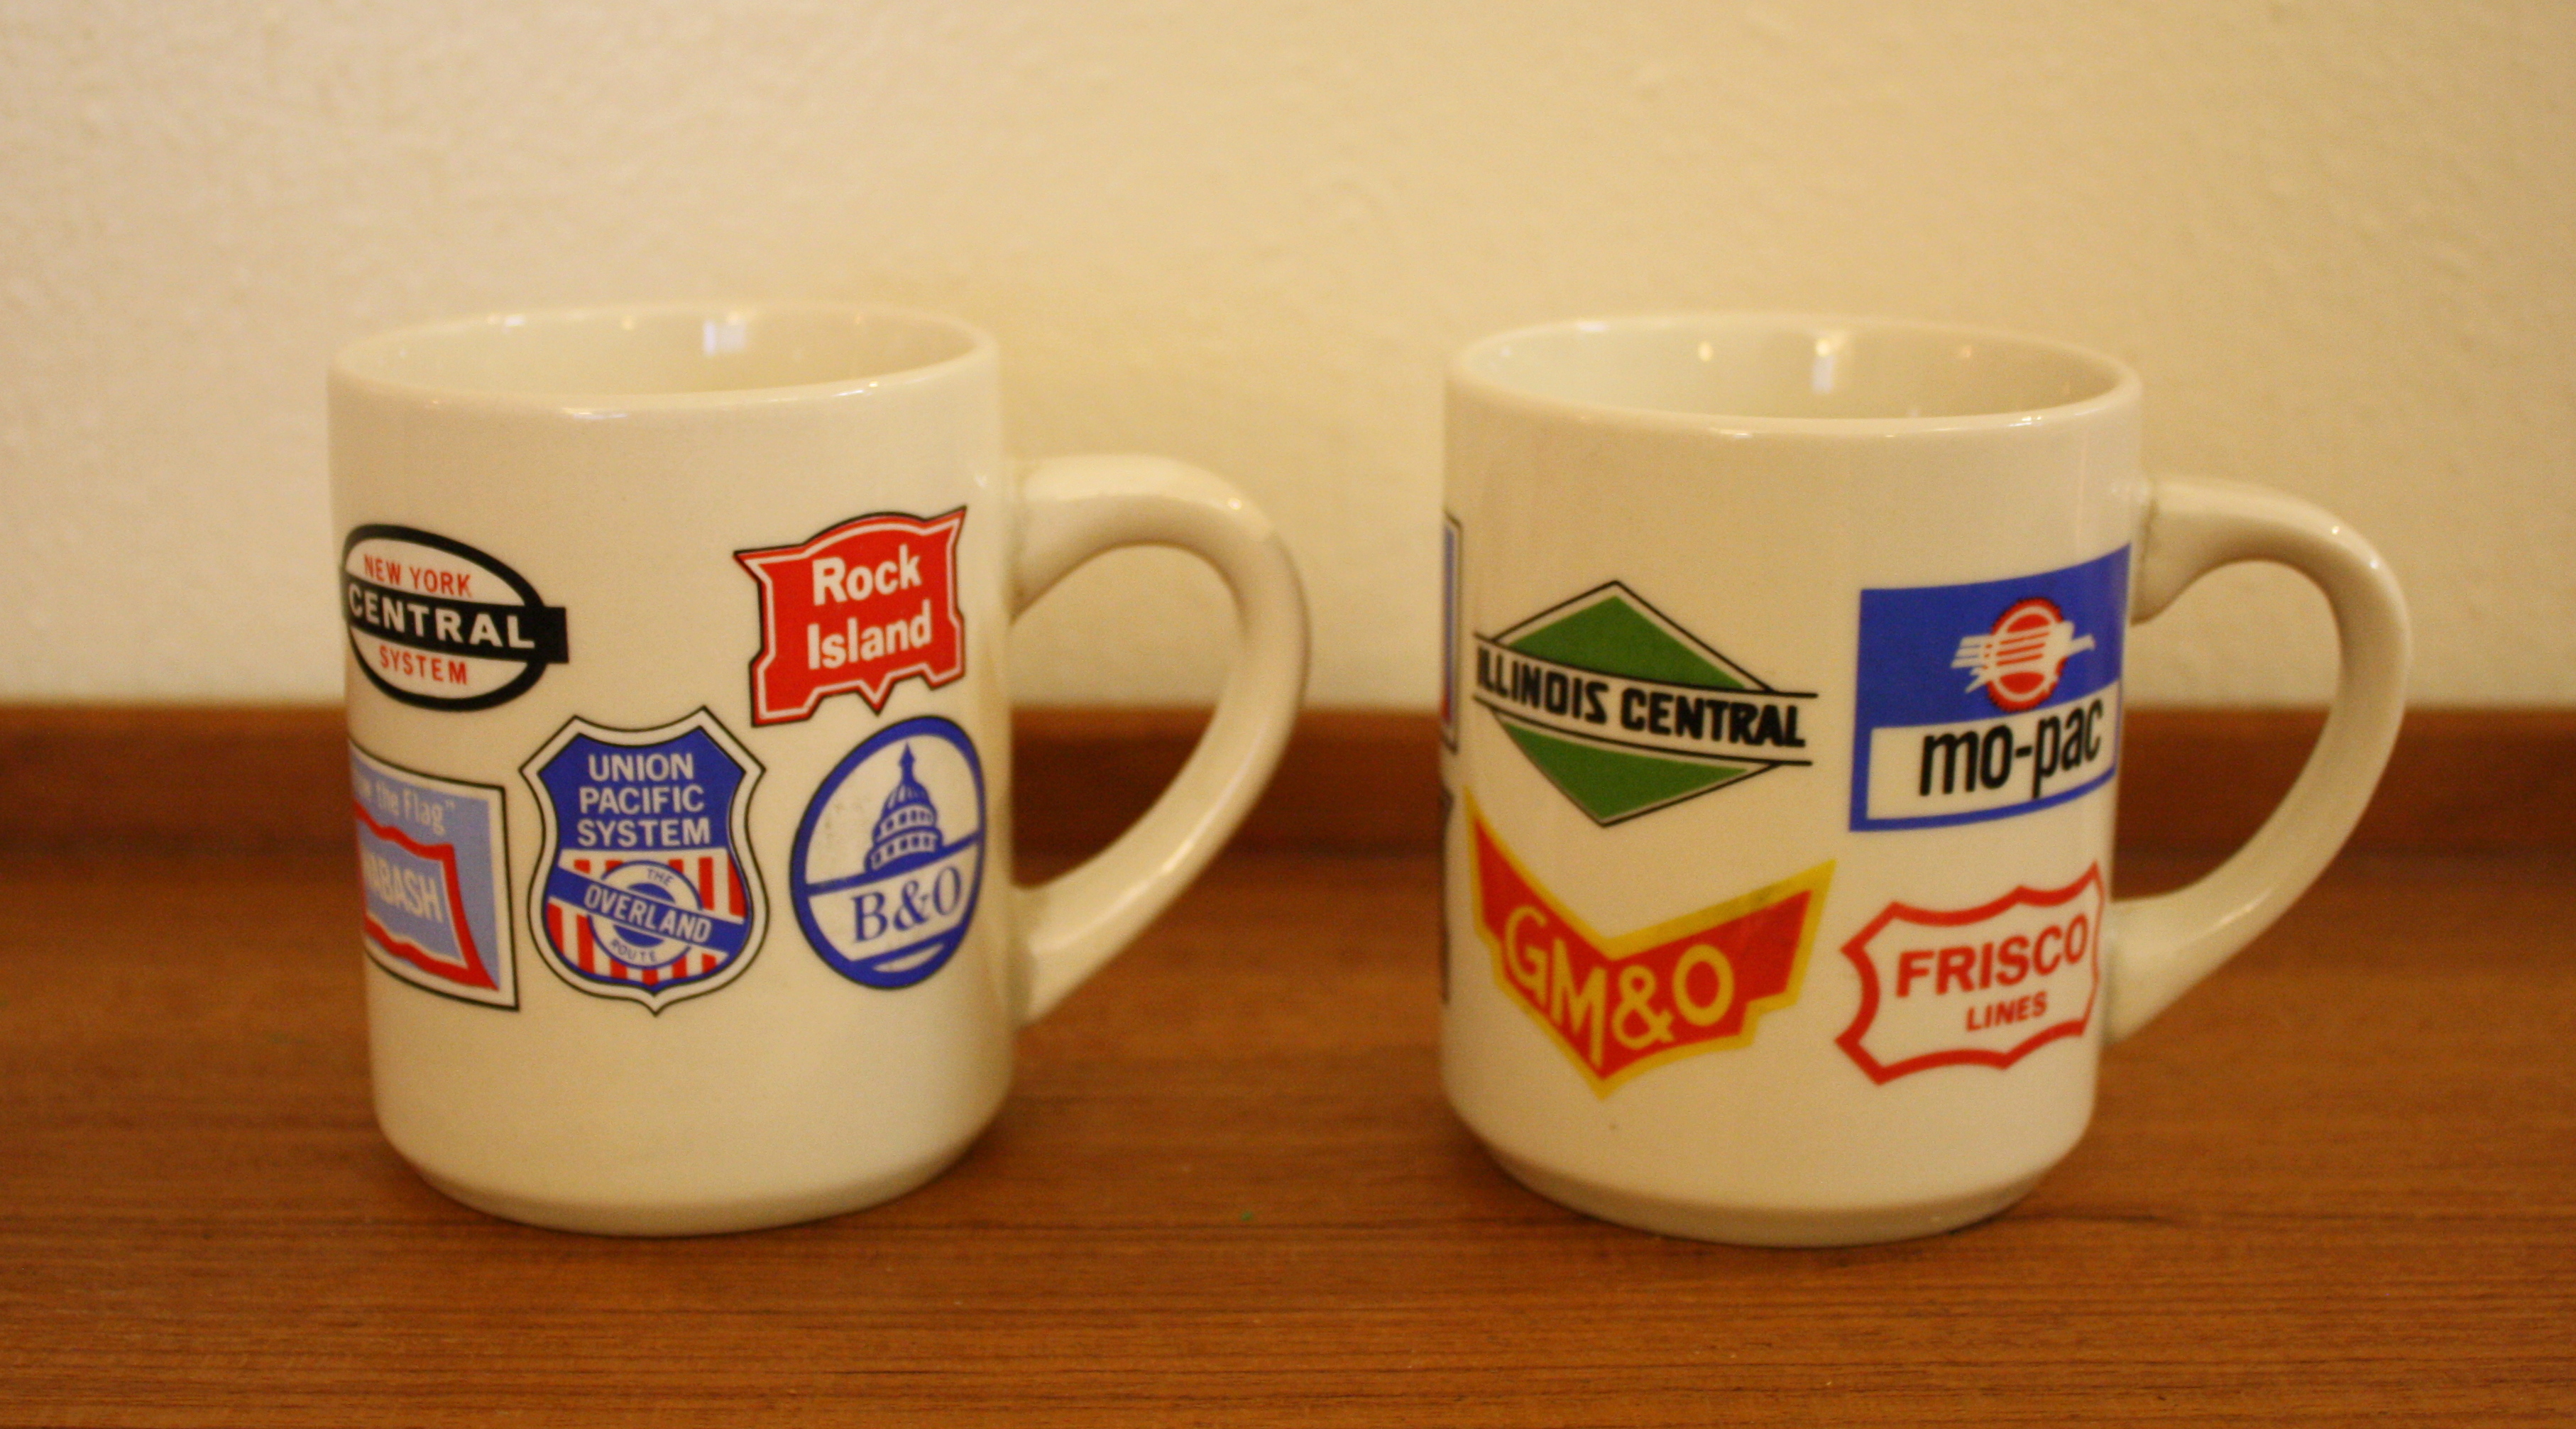 NEW YORK
CENTRAL
SYSTEM
Rock
Island
the Flag"
WABASH
UNION
PACIFIC
SYSTEM
THE
OVERLAND
ROUTE
B&O
ILLINOIS CENTRAL
mo-pac
GM&O
FRISCO
LINES